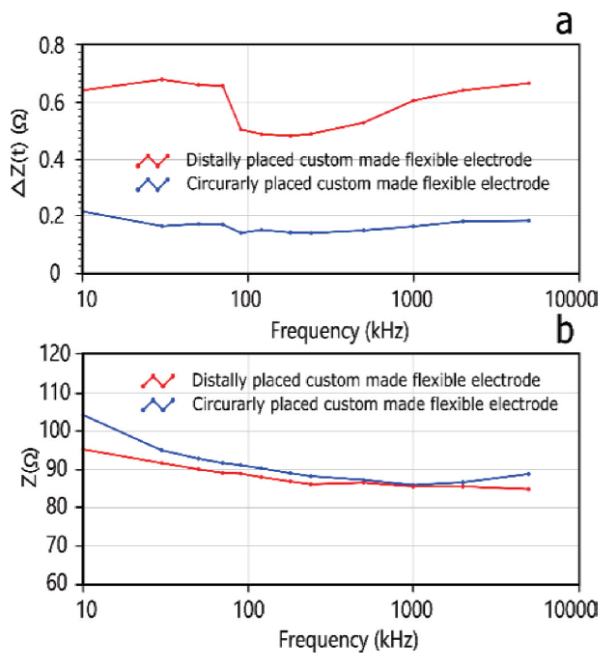 a
0.8
0.6
0.4
0.2
0
ΔZ(t) (Ω)
Distally placed custom made flexible electrode
Circurarly placed custom made flexible electrode
10 100 1000 10000
Frequency (kHz)
b
120
110
100
90
80
70
60
Z(Ω)
Distally placed custom made flexible electrode
Circurarly placed custom made flexible electrode
10 100 1000 10000
Frequency (kHz)